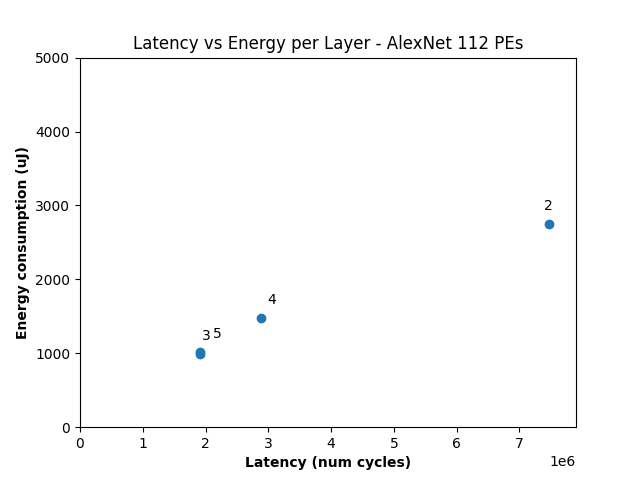 Latency vs Energy per Layer - AlexNet 112 PEs
Energy consumption (uJ)
5000
4000
3000
2000
1000
0
2
4
3 5
0 1 2 3 4 5 6 7
1e6
Latency (num cycles)